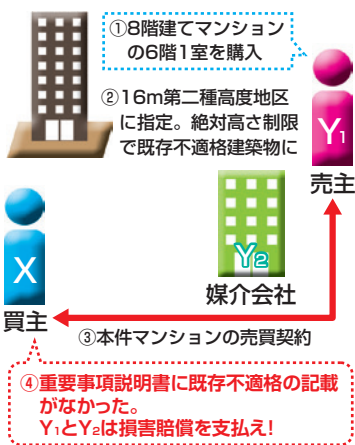 ①8階建てマンション
の6階1室を購入
②16m第二種高度地区
に指定。絶対高さ制限
で既存不適格建築物に
Y1
売主
Y2
媒介会社
X
買主
③本件マンションの売買契約
④重要事項説明書に既存不適格の記載
がなかった。
Y1とY2は損害賠償を支払え!